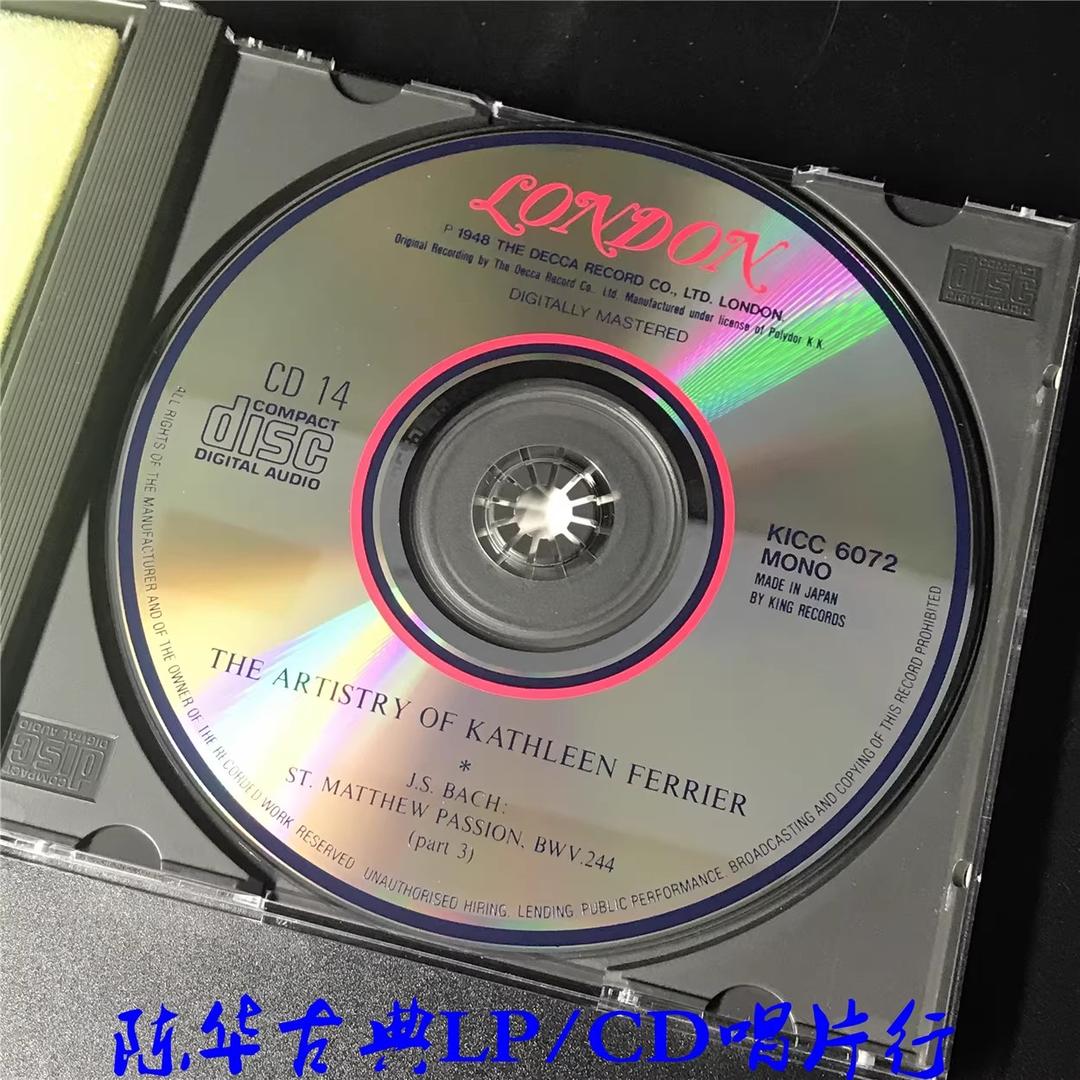 LONDON
P 1948 THE DECCA RECORD CO., LTD. LONDON.
Original Recording by The Decca Record Co. Ltd. Manufactured under license of Polydor K.K.
DIGITALLY MASTERED
CD 14
COMPACT
disc
DIGITAL AUDIO
KICC 6072
MONO
MADE IN JAPAN
BY KING RECORDS
THE ARTISTRY OF KATHLEEN FERRIER
*
J.S. BACH:
ST. MATTHEW PASSION, BWV.244
(part 3)
ALL RIGHTS OF THE MANUFACTURER AND OF THE OWNER OF THE RECORDED WORK RESERVED. UNAUTHORISED HIRING, LENDING, PUBLIC PERFORMANCE, BROADCASTING AND COPYING OF THIS RECORD PROHIBITED
COMPACT
disc
DIGITAL AUDIO
COMPACT
disc
DIGITAL AUDIO
陈华古典LP/CD唱片行